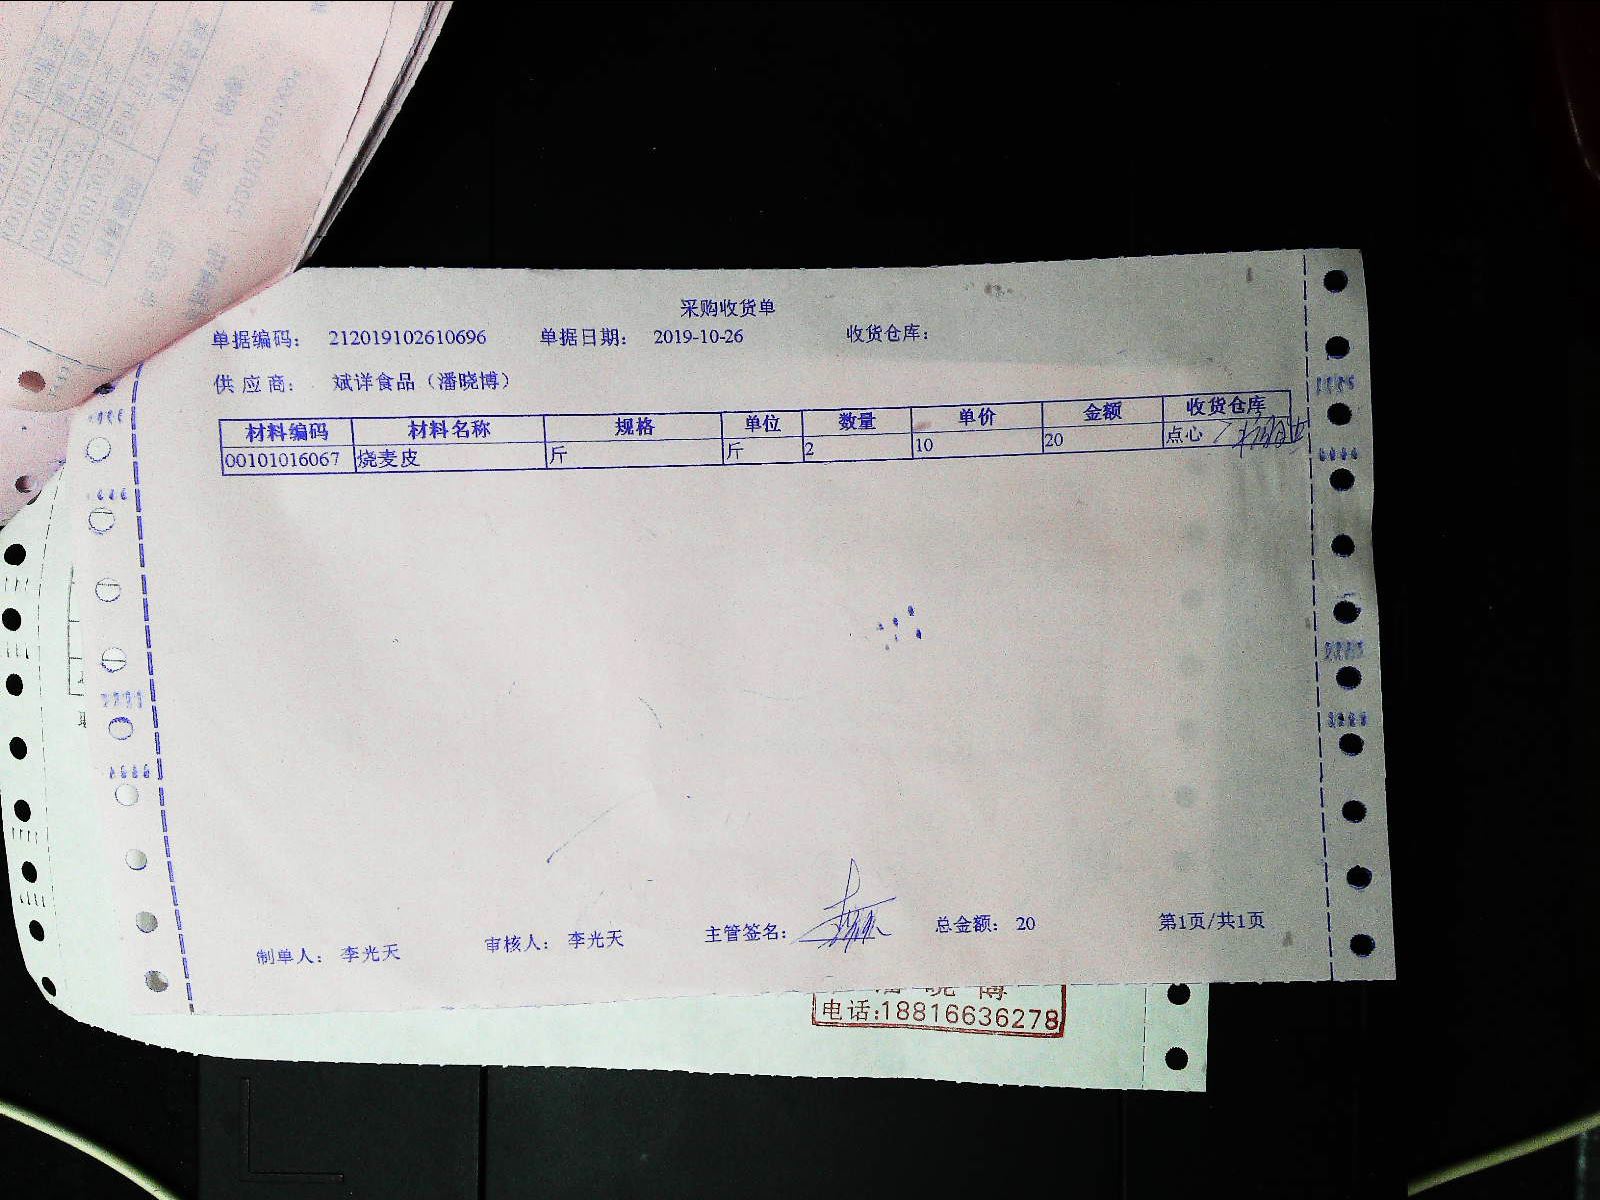 采购收货单
单据编码: 212019102610696 单据日期: 2019-10-26 收货仓库:
供 应 商: 斌详食品（潘晓博）
材料编码 材料名称 规格 单位 数量 单价 金额 收货仓库
00101016067 烧麦皮 斤 斤 2 10 20 点心
制单人: 李光天 审核人: 李光天 主管签名: 总金额: 20 第1页/共1页
电话:18816636278